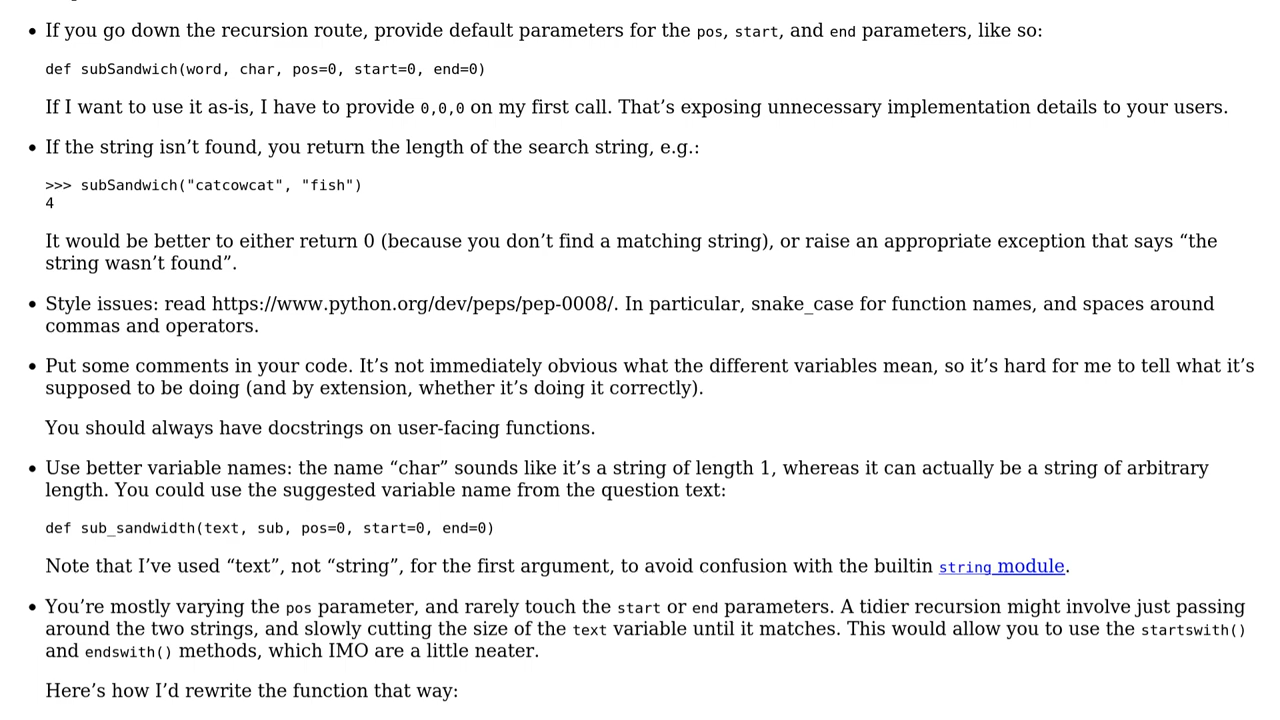 • If you go down the recursion route, provide default parameters for the pos, start, and end parameters, like so:
def subSandwich(word, char, pos=0, start=0, end=0)
If I want to use it as-is, I have to provide 0,0,0 on my first call. That’s exposing unnecessary implementation details to your users.
• If the string isn’t found, you return the length of the search string, e.g.:
>>> subSandwich("catcowcat", "fish")
4
It would be better to either return 0 (because you don’t find a matching string), or raise an appropriate exception that says “the
string wasn’t found”.
• Style issues: read https://www.python.org/dev/peps/pep-0008/. In particular, snake_case for function names, and spaces around
commas and operators.
• Put some comments in your code. It’s not immediately obvious what the different variables mean, so it’s hard for me to tell what it’s
supposed to be doing (and by extension, whether it’s doing it correctly).
You should always have docstrings on user-facing functions.
• Use better variable names: the name “char” sounds like it’s a string of length 1, whereas it can actually be a string of arbitrary
length. You could use the suggested variable name from the question text:
def sub_sandwidth(text, sub, pos=0, start=0, end=0)
Note that I’ve used “text”, not “string”, for the first argument, to avoid confusion with the builtin string module.
• You’re mostly varying the pos parameter, and rarely touch the start or end parameters. A tidier recursion might involve just passing
around the two strings, and slowly cutting the size of the text variable until it matches. This would allow you to use the startswith()
and endswith() methods, which IMO are a little neater.
Here’s how I’d rewrite the function that way: